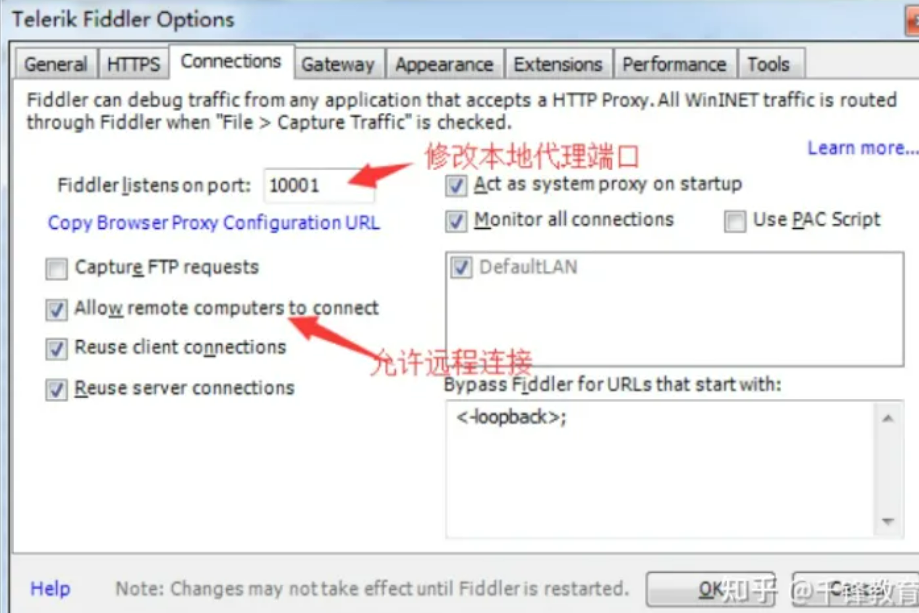 Telerik Fiddler Options
General HTTPS Connections Gateway Appearance Extensions Performance Tools
Fiddler can debug traffic from any application that accepts a HTTP Proxy. All WinINET traffic is routed
through Fiddler when "File > Capture Traffic" is checked.
Learn more...
修改本地代理端口
Fiddler listens on port: 10001
Act as system proxy on startup
Copy Browser Proxy Configuration URL
Monitor all connections
Use PAC Script
Capture FTP requests
DefaultLAN
Allow remote computers to connect
Reuse client connections
允许远程连接
Reuse server connections
Bypass Fiddler for URLs that start with:
<-loopback>;
Help
Note: Changes may not take effect until Fiddler is restarted.
OK
知乎 @千锋教育